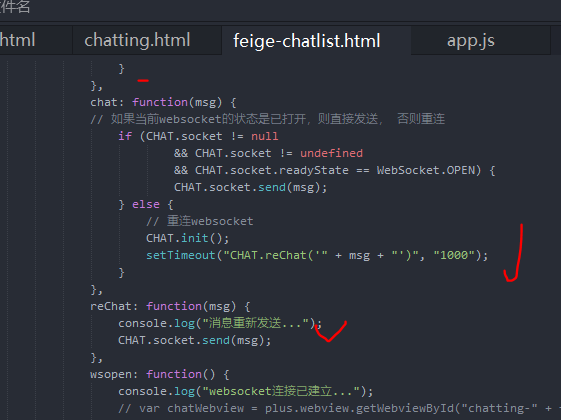 件名
html chatting.html feige-chatlist.html app.js
}
},
chat: function(msg) {
// 如果当前websocket的状态是已打开，则直接发送， 否则重连
if (CHAT.socket != null
&& CHAT.socket != undefined
&& CHAT.socket.readyState == WebSocket.OPEN) {
CHAT.socket.send(msg);
} else {
// 重连websocket
CHAT.init();
setTimeout("CHAT.reChat('" + msg + "')", "1000");
}
},
reChat: function(msg) {
console.log("消息重新发送...");
CHAT.socket.send(msg);
},
wsopen: function() {
console.log("websocket连接已建立...");
// var chatWebview = plus.webview.getWebviewById("chatting-" +